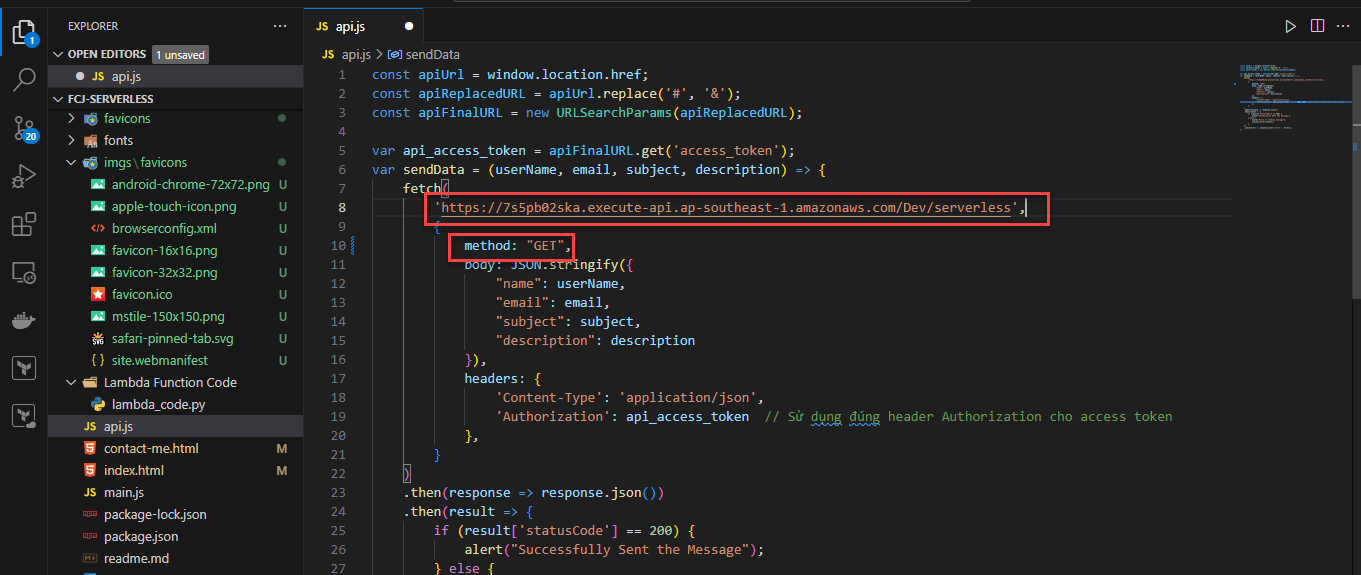 EXPLORER
OPEN EDITORS 1 unsaved
JS api.js
FCJ-SERVERLESS
favicons
fonts
imgs\favicons
android-chrome-72x72.png U
apple-touch-icon.png U
browserconfig.xml U
favicon-16x16.png U
favicon-32x32.png U
favicon.ico U
mstile-150x150.png U
safari-pinned-tab.svg U
site.webmanifest U
Lambda Function Code
lambda_code.py
JS api.js
contact-me.html M
index.html M
JS main.js
package-lock.json
package.json
readme.md
1
20
JS api.js
JS api.js > sendData
1 const apiUrl = window.location.href;
2 const apiReplacedURL = apiUrl.replace('#', '&');
3 const apiFinalURL = new URLSearchParams(apiReplacedURL);
4
5 var api_access_token = apiFinalURL.get('access_token');
6 var sendData = (userName, email, subject, description) => {
7 fetch(
8 'https://7s5pb02ska.execute-api.ap-southeast-1.amazonaws.com/Dev/serverless',
9 {
10 method: "GET",
11 body: JSON.stringify({
12 "name": userName,
13 "email": email,
14 "subject": subject,
15 "description": description
16 }),
17 headers: {
18 'Content-Type': 'application/json',
19 'Authorization': api_access_token // Sử dụng đúng header Authorization cho access token
20 },
21 }
22 )
23 .then(response => response.json())
24 .then(result => {
25 if (result['statusCode'] == 200) {
26 alert("Successfully Sent the Message");
27 } else {